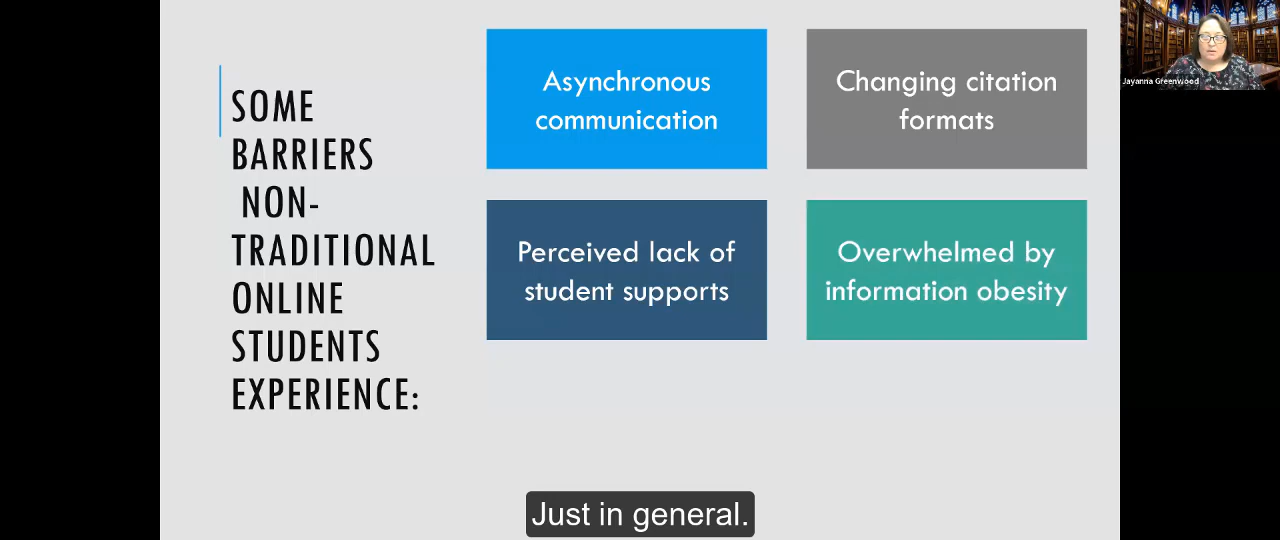 SOME
BARRIERS
NON-
TRADITIONAL
ONLINE
STUDENTS
EXPERIENCE:
Asynchronous
communication
Changing citation
formats
Perceived lack of
student supports
Overwhelmed by
information obesity
Jayanna Greenwood
Just in general.